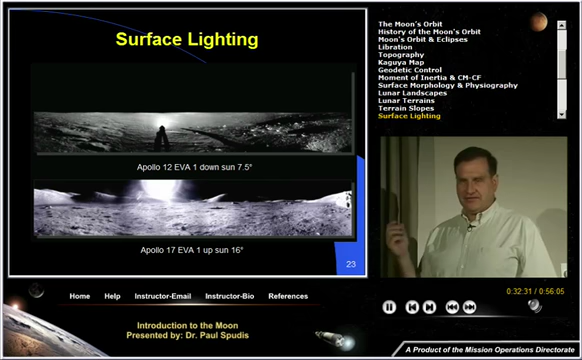 Surface Lighting
Apollo 12 EVA 1 down sun 7.5°
Apollo 17 EVA 1 up sun 16°
23
The Moon's Orbit
History of the Moon's Orbit
Moon's Orbit & Eclipses
Libration
Topography
Kaguya Map
Geodetic Control
Moment of Inertia & CM-CF
Surface Morphology & Physiography
Lunar Landscapes
Lunar Terrains
Terrain Slopes
Surface Lighting
0:32:31 / 0:56:05
Home Help Instructor-Email Instructor-Bio References
Introduction to the Moon
Presented by: Dr. Paul Spudis
A Product of the Mission Operations Directorate